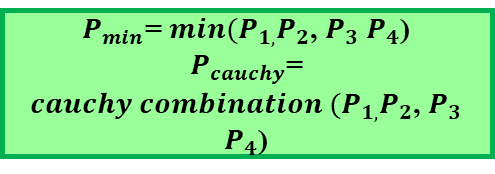 P_min= min(P_1,P_2, P_3 P_4)
P_cauchy=
cauchy combination (P_1,P_2, P_3
P_4)